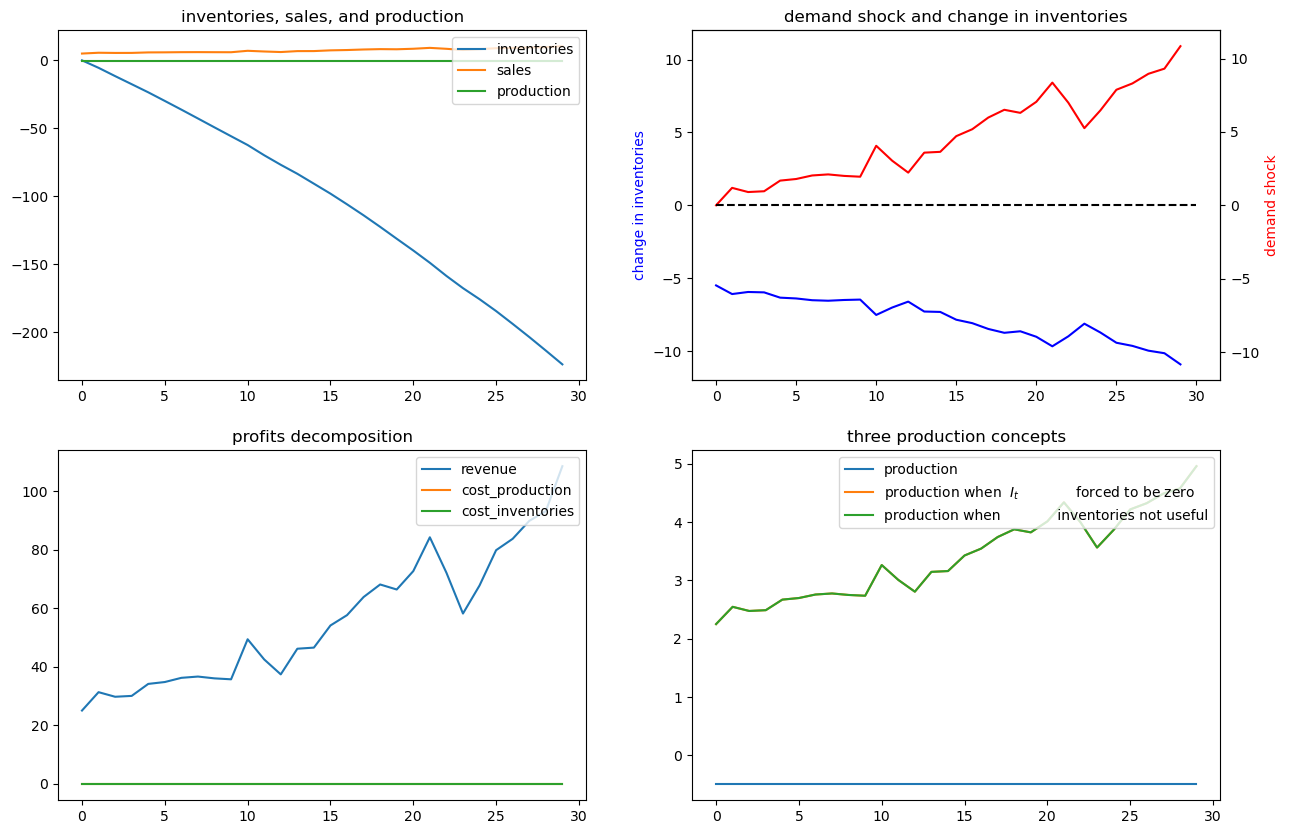 inventories, sales, and production
0
−50
−100
−150
−200
0 5 10 15 20 25 30
inventories
sales
production
demand shock and change in inventories
change in inventories
10
5
0
−5
−10
0 5 10 15 20 25 30
10
5
0
−5
−10
demand shock
profits decomposition
100
80
60
40
20
0
0 5 10 15 20 25 30
revenue
cost_production
cost_inventories
three production concepts
5
4
3
2
1
0
0 5 10 15 20 25 30
production
production when I_t forced to be zero
production when inventories not useful